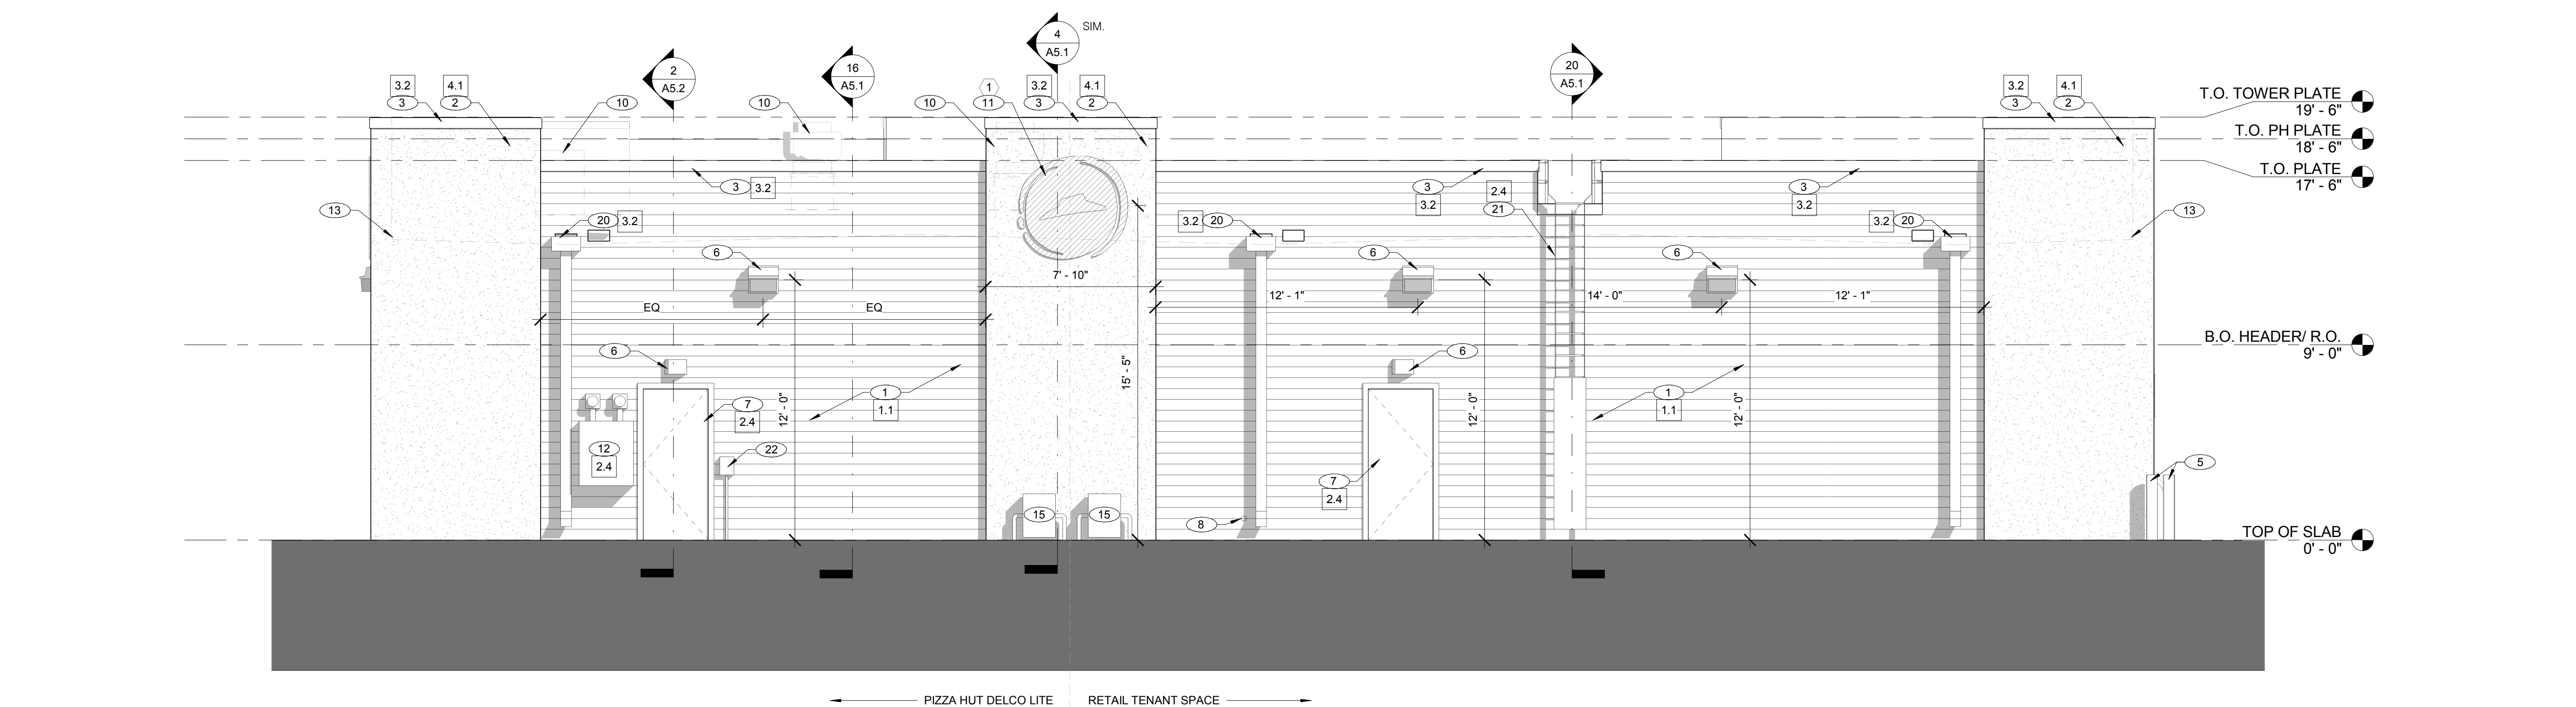 4
A5.1
SIM.
2
A5.2
16
A5.1
20
A5.1
3.2
4.1
3
2
10
10
10
1
11
3.2
3
4.1
2
3.2
4.1
3
2
T.O. TOWER PLATE
19' - 6"
T.O. PH PLATE
18' - 6"
T.O. PLATE
17' - 6"
3
3.2
3
3.2
2.4
21
3
3.2
13
20
3.2
3.2
20
3.2
20
13
6
6
6
7' - 10"
12' - 1"
14' - 0"
12' - 1"
EQ
EQ
B.O. HEADER/ R.O.
9' - 0"
6
6
15' - 5"
1
1.1
1
1.1
7
2.4
12' - 0"
12' - 0"
12' - 0"
12
2.4
22
7
2.4
5
15
15
8
TOP OF SLAB
0' - 0"
PIZZA HUT DELCO LITE
RETAIL TENANT SPACE